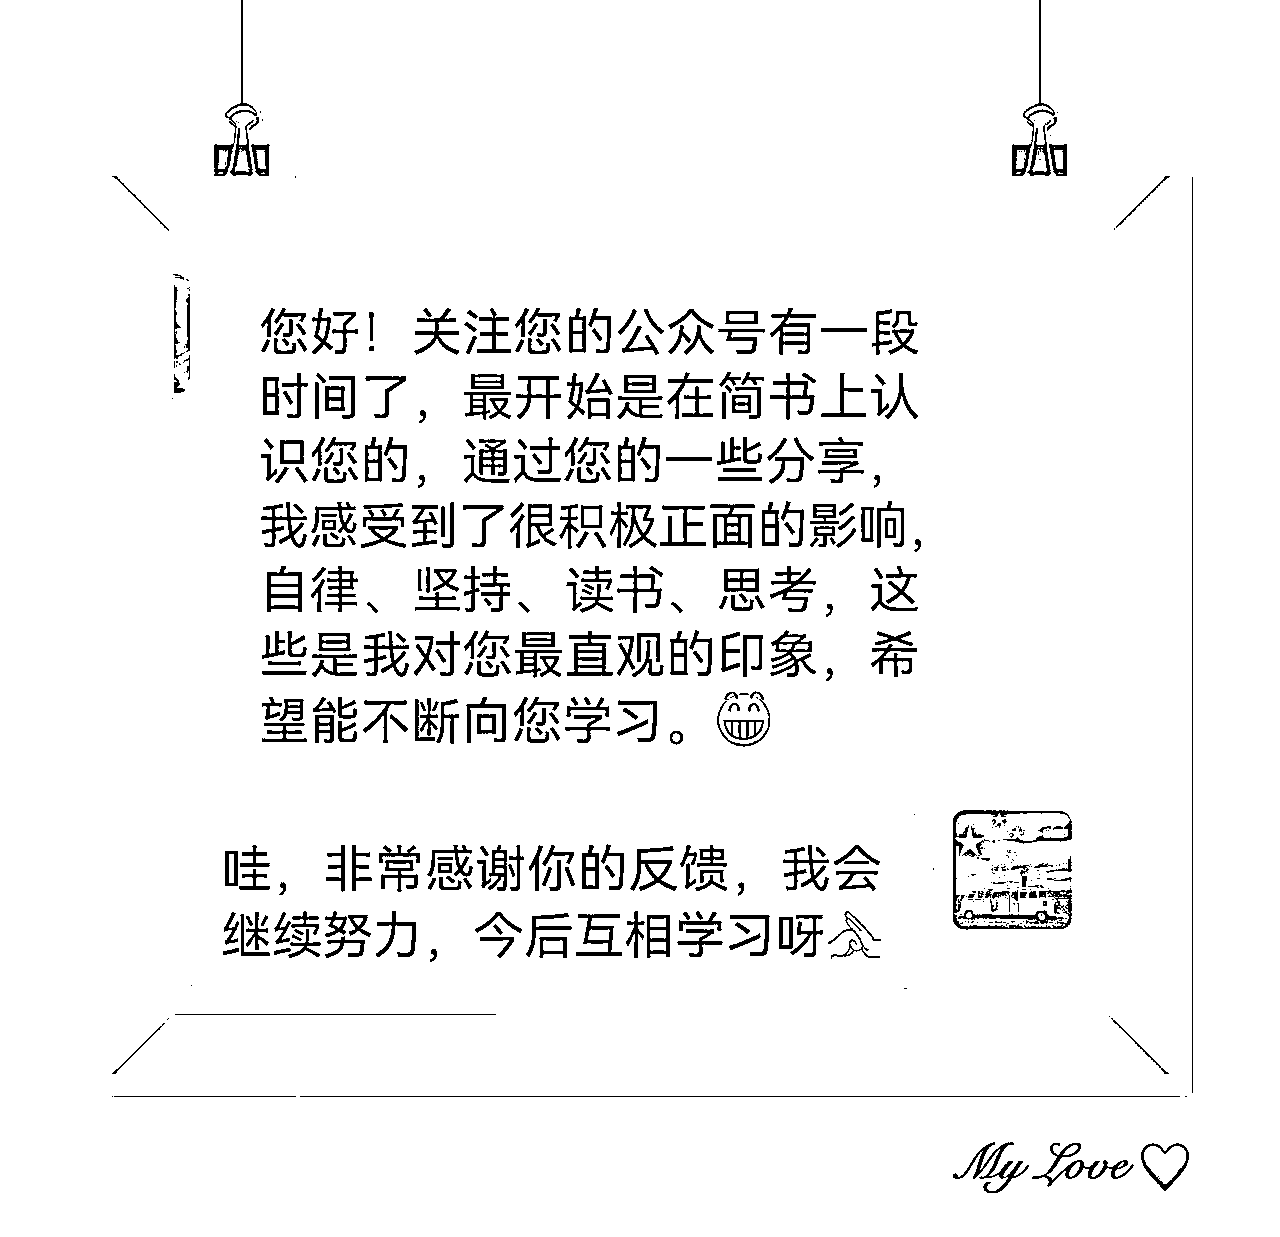 您好！关注您的公众号有一段
时间了，最开始是在简书上认
识您的，通过您的一些分享，
我感受到了很积极正面的影响，
自律、坚持、读书、思考，这
些是我对您最直观的印象，希
望能不断向您学习。😁
哇，非常感谢你的反馈，我会
继续努力，今后互相学习呀🙏
My Love♡